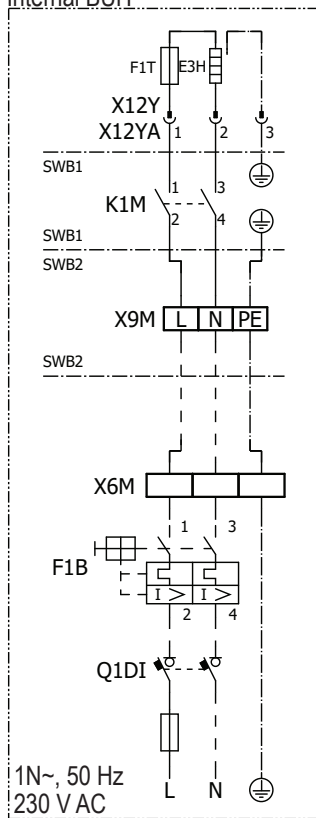 Internal BUH
F1T
E3H
X12Y
X12YA 1 2 3
SWB1
1 3
K1M
2 4
SWB1
SWB2
X9M L N PE
SWB2
X6M
1 3
F1B
I > I >
2 4
Q1DI
1N~, 50 Hz
230 V AC
L N